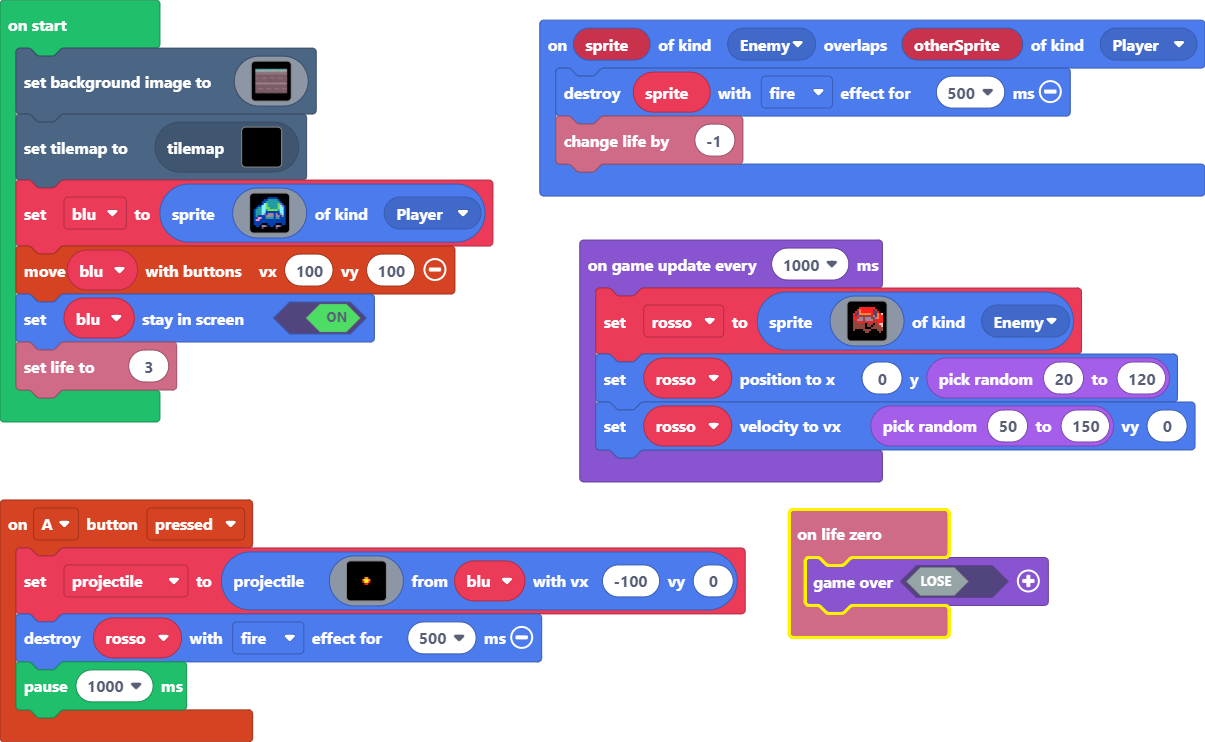 on start
set background image to
set tilemap to tilemap
set blu to sprite of kind Player
move blu with buttons vx 100 vy 100
set blu stay in screen ON
set life to 3
on sprite of kind Enemy overlaps otherSprite of kind Player
destroy sprite with fire effect for 500 ms
change life by -1
on game update every 1000 ms
set rosso to sprite of kind Enemy
set rosso position to x 0 y pick random 20 to 120
set rosso velocity to vx pick random 50 to 150 vy 0
on A button pressed
set projectile to projectile from blu with vx -100 vy 0
destroy rosso with fire effect for 500 ms
pause 1000 ms
on life zero
game over LOSE